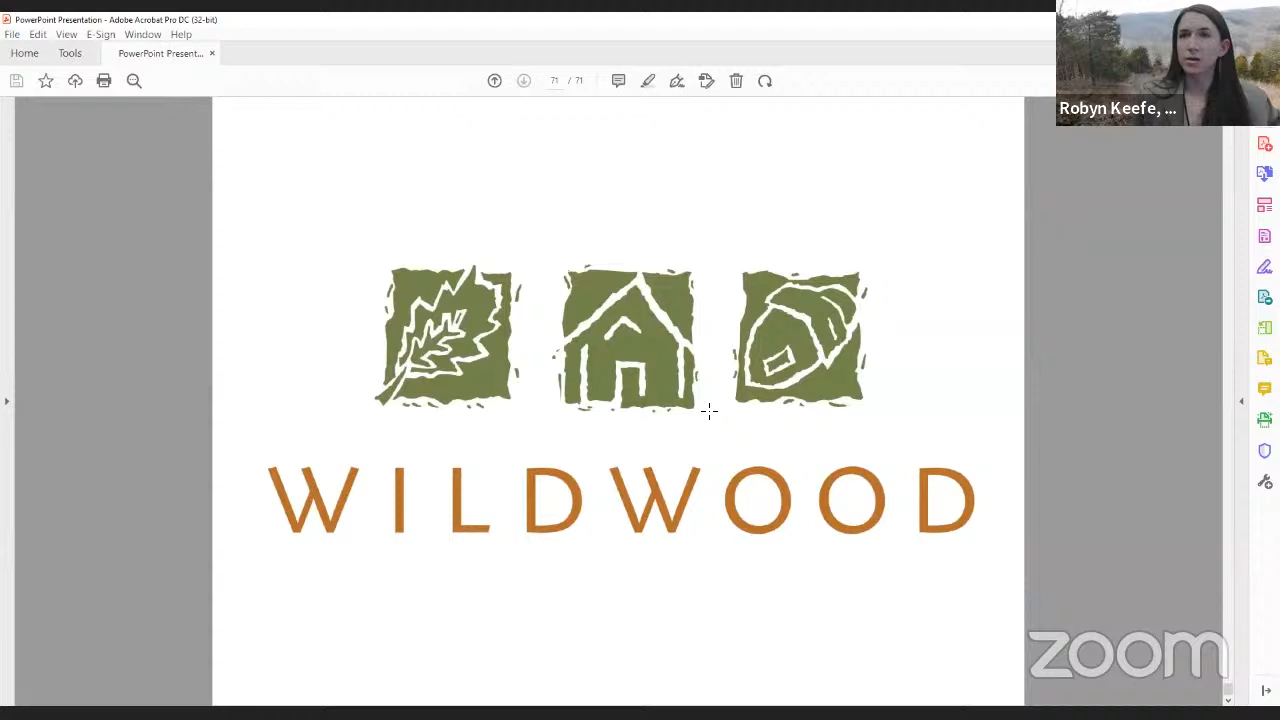 PowerPoint Presentation - Adobe Acrobat Pro DC (32-bit)
File Edit View E-Sign Window Help
Home Tools PowerPoint Present... ×
71 / 71
Robyn Keefe, ...
WILDWOOD
zoom